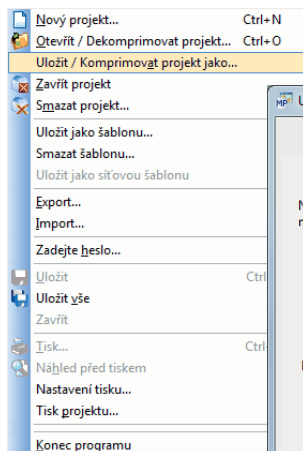 Nový projekt... Ctrl+N
Otevřít / Dekomprimovat projekt... Ctrl+O
Uložit / Komprimovat projekt jako...
Zavřít projekt
Smazat projekt...
MP U
Uložit jako šablonu...
Smazat šablonu...
Uložit jako síťovou šablonu
Export...
Import...
Zadejte heslo...
Uložit Ctrl
Uložit vše
Zavřít
Tisk... Ctrl
Náhled před tiskem
Nastavení tisku...
Tisk projektu...
Konec programu